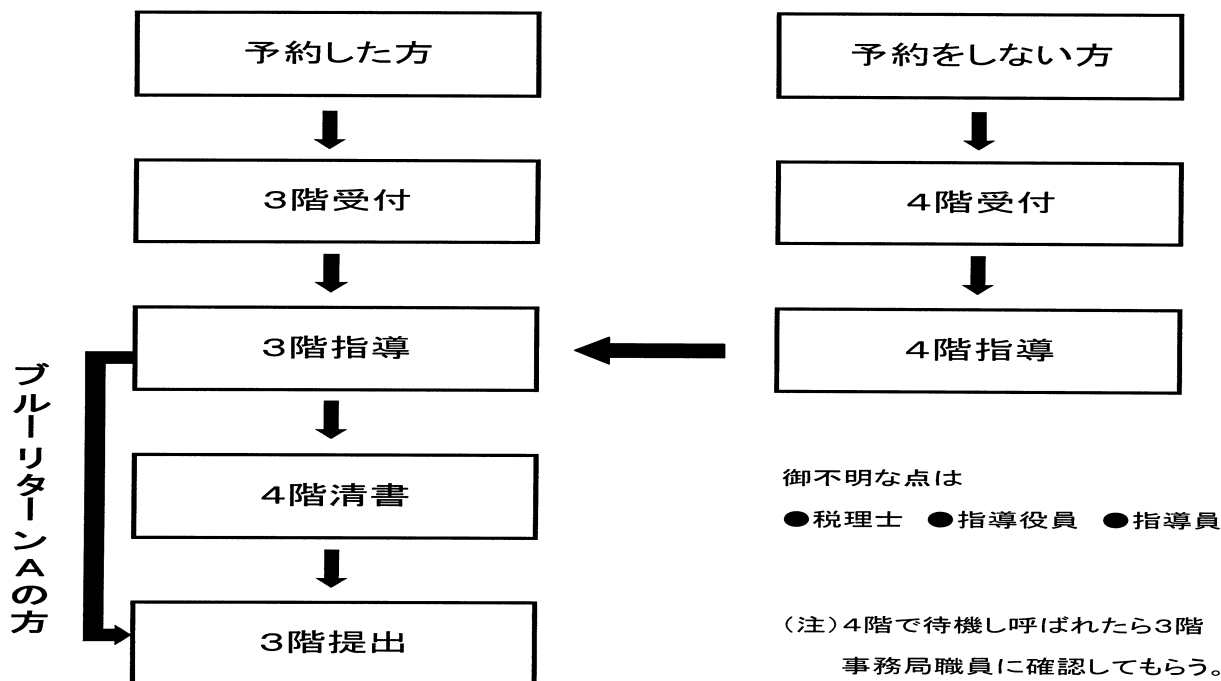 予約した方
予約をしない方
3階受付
4階受付
3階指導
4階指導
ブルーリターンAの方
4階清書
御不明な点は
●税理士 ●指導役員 ●指導員
3階提出
(注)4階で待機し呼ばれたら3階
事務局職員に確認してもらう。